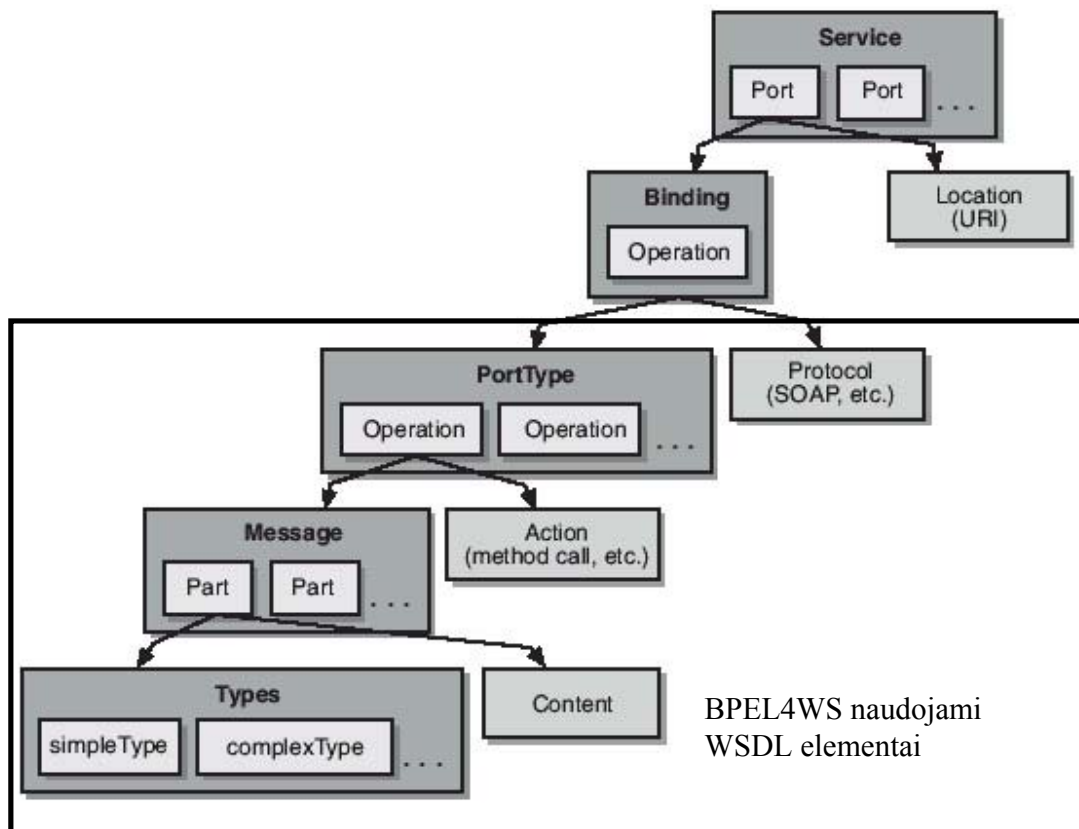 Service
Port
Port
. . .
Binding
Operation
Location
(URI)
PortType
Operation
Operation
. . .
Protocol
(SOAP, etc.)
Message
Part
Part
. . .
Action
(method call, etc.)
Types
simpleType
complexType
. . .
Content
BPEL4WS naudojami
WSDL elementai